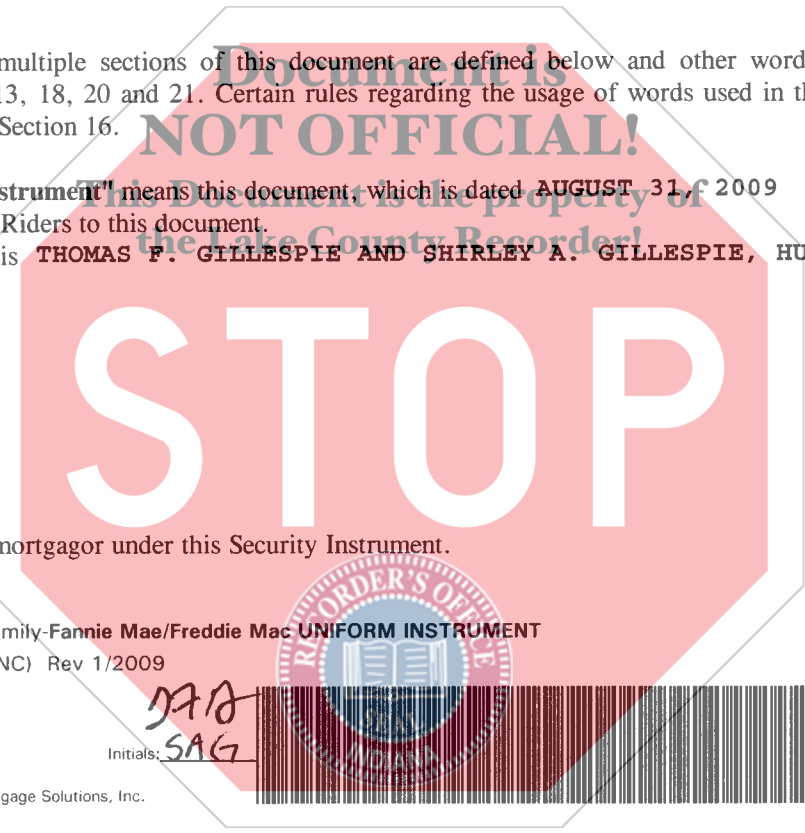 multiple sections of this document are defined below and other word
Document is
13, 18, 20 and 21. Certain rules regarding the usage of words used in th
NOT OFFICIAL!
Section 16.
strument" means this document, which is dated AUGUST 31, 2009
This Document is the property of
Riders to this document.
the Lake County Recorder!
is THOMAS F. GILLESPIE AND SHIRLEY A. GILLESPIE, HU
STOP
mortgagor under this Security Instrument.
RECORDER'S OFFICE
mily-Fannie Mae/Freddie Mac UNIFORM INSTRUMENT
NC) Rev 1/2009
SEAL
Initials: SAG
INDIANA
gage Solutions, Inc.